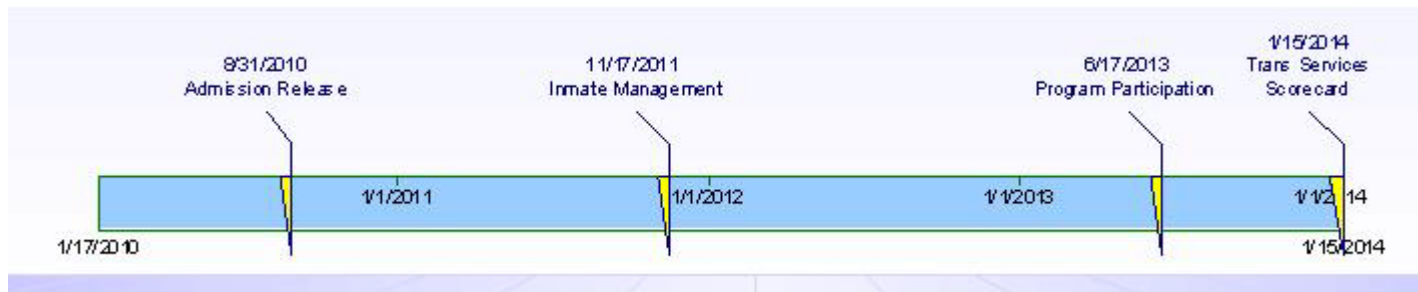 8/31/2010
Admission Release
11/17/2011
Inmate Management
6/17/2013
Program Participation
1/15/2014
Trans Services
Scorecard
1/1/2011
1/1/2012
1/1/2013
1/1/2014
1/17/2010
1/15/2014